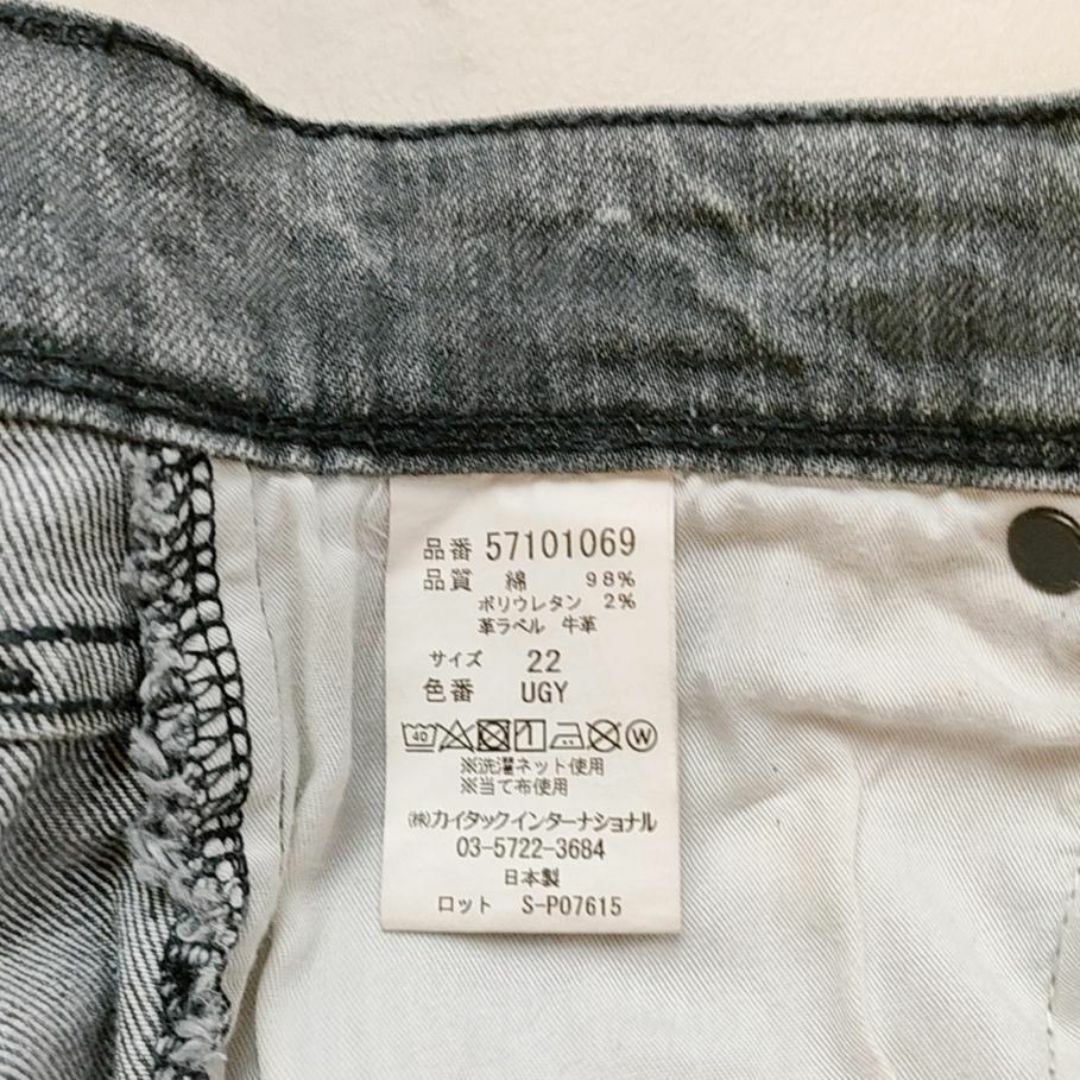 品番 57101069
品質 綿 98%
ポリウレタン 2%
革ラベル 牛革
サイズ 22
色番 UGY
40 1 W
※洗濯ネット使用
※当て布使用
(株)カイタックインターナショナル
03-5722-3684
日本製
ロット S-P07615